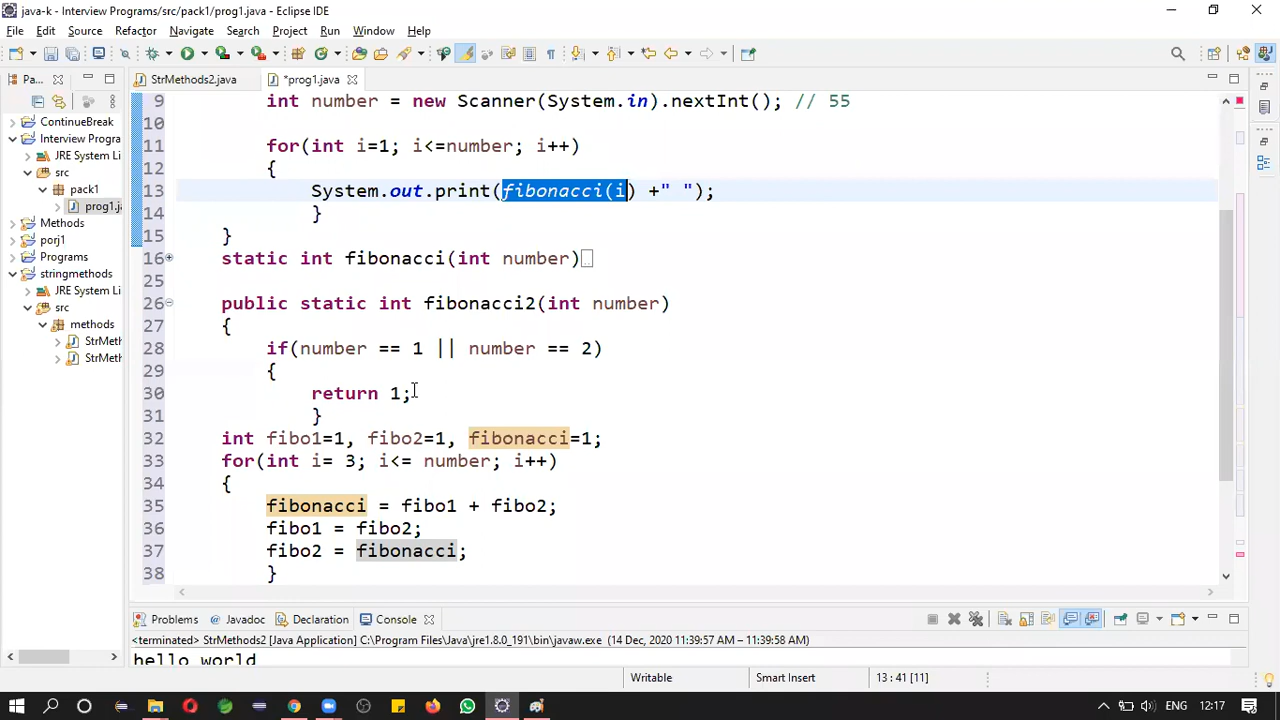 java-k - Interview Programs/src/pack1/prog1.java - Eclipse IDE
File Edit Source Refactor Navigate Search Project Run Window Help
Pa...
StrMethods2.java
*prog1.java
ContinueBreak
Interview Progra
JRE System Li
src
pack1
prog1.ja
Methods
porj1
Programs
stringmethods
JRE System Li
src
methods
StrMeth
StrMeth
9 int number = new Scanner(System.in).nextInt(); // 55
10
11 for(int i=1; i<=number; i++)
12 {
13 System.out.print(fibonacci(i) +" ");
14 }
15 }
16 static int fibonacci(int number)
25
26 public static int fibonacci2(int number)
27 {
28 if(number == 1 || number == 2)
29 {
30 return 1;
31 }
32 int fibo1=1, fibo2=1, fibonacci=1;
33 for(int i= 3; i<= number; i++)
34 {
35 fibonacci = fibo1 + fibo2;
36 fibo1 = fibo2;
37 fibo2 = fibonacci;
38 }
Problems Javadoc Declaration Console
<terminated> StrMethods2 [Java Application] C:\Program Files\Java\jre1.8.0_191\bin\javaw.exe (14 Dec, 2020 11:39:57 AM – 11:39:58 AM)
hello world
Writable Smart Insert 13 : 41 [11]
ENG 12:17